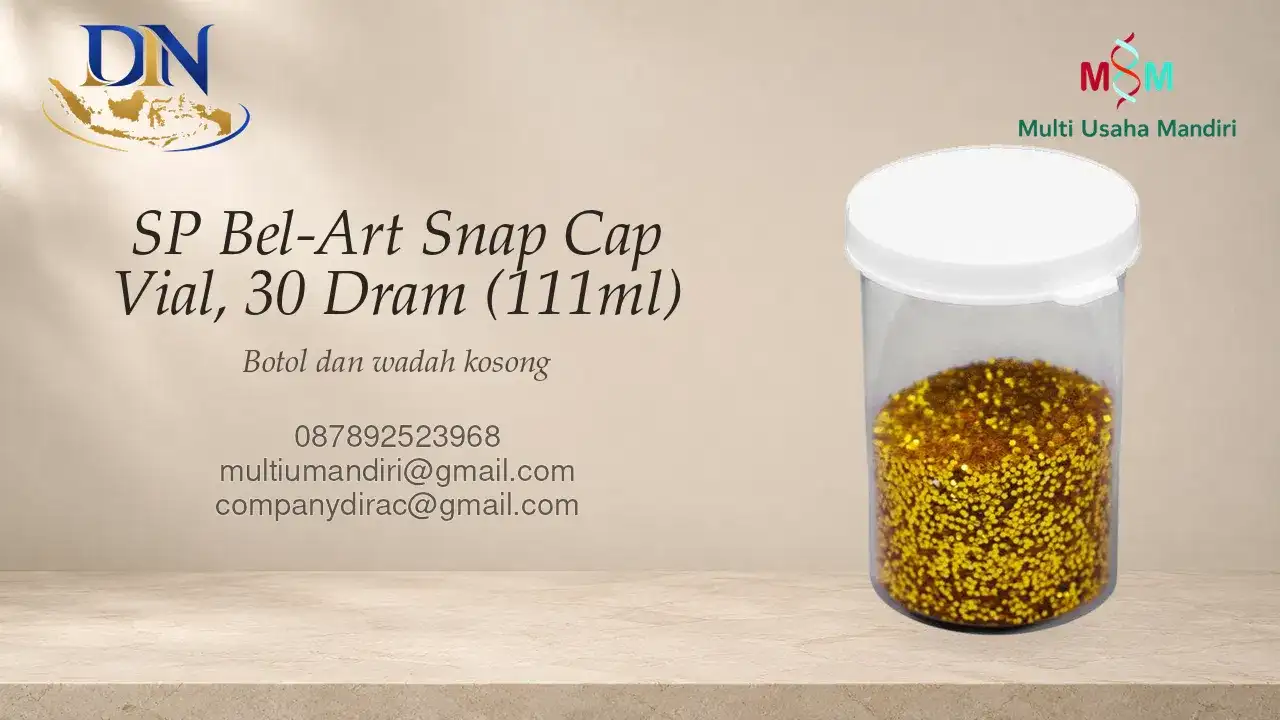 DN
MSM
Multi Usaha Mandiri
SP Bel-Art Snap Cap
Vial, 30 Dram (111ml)
Botol dan wadah kosong
087892523968
multiumandiri@gmail.com
companydirac@gmail.com